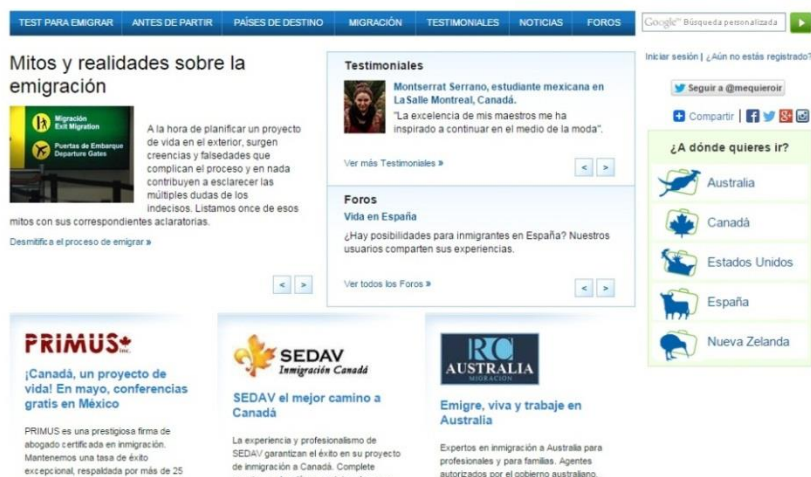 TEST PARA EMIGRAR ANTES DE PARTIR PAÍSES DE DESTINO MIGRACIÓN TESTIMONIALES NOTICIAS FOROS
Google™ Búsqueda personalizada
Iniciar sesión | ¿Aún no estás registrado?
Seguir a @mequieroir
Compartir
Mitos y realidades sobre la
emigración
Migración
Exit Migration
Puertas de Embarque
Departure Gates
A la hora de planificar un proyecto
de vida en el exterior, surgen
creencias y falsedades que
complican el proceso y en nada
contribuyen a esclarecer las
múltiples dudas de los
indecisos. Listamos once de esos
mitos con sus correspondientes aclaratorias.
Desmitifica el proceso de emigrar »
< >
Testimoniales
Montserrat Serrano, estudiante mexicana en
LaSalle Montreal, Canadá.
"La excelencia de mis maestros me ha
inspirado a continuar en el medio de la moda".
Ver más Testimoniales »
< >
Foros
Vida en España
¿Hay posibilidades para inmigrantes en España? Nuestros
usuarios comparten sus experiencias.
Ver todos los Foros »
< >
¿A dónde quieres ir?
Australia
Canadá
Estados Unidos
España
Nueva Zelanda
PRIMUS
Inc.
¡Canadá, un proyecto de
vida! En mayo, conferencias
gratis en México
PRIMUS es una prestigiosa firma de
abogado certificada en inmigración.
Mantenemos una tasa de éxito
excepcional, respaldada por más de 25
SEDAV
Inmigración Canadá
SEDAV el mejor camino a
Canadá
La experiencia y profesionalismo de
SEDAV garantizan el éxito en su proyecto
de inmigración a Canadá. Complete
RC
AUSTRALIA
MIGRACIÓN
Emigre, viva y trabaje en
Australia
Expertos en inmigración a Australia para
profesionales y para familias. Agentes
autorizados por el gobierno australiano.